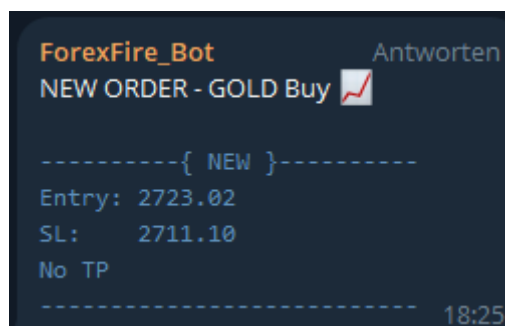 ForexFire_Bot Antworten
NEW ORDER - GOLD Buy 📈
----------{ NEW }----------
Entry: 2723.02
SL: 2711.10
No TP
---------------------------
18:25